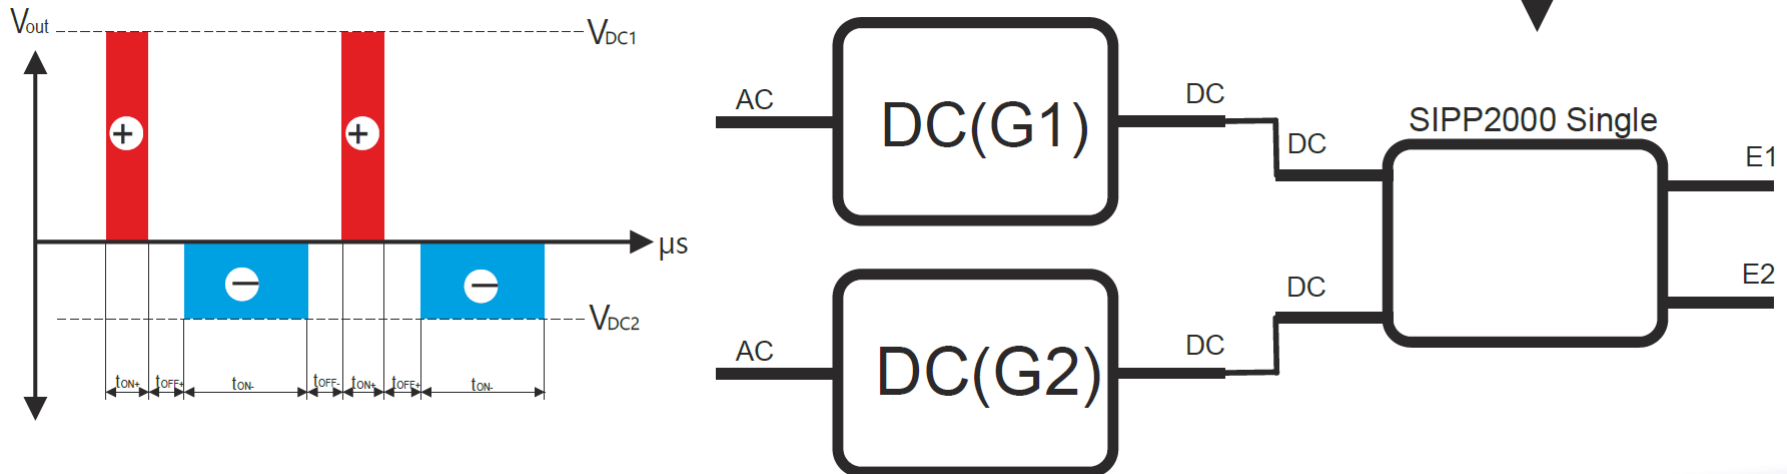 Vout
VDC1
+
+
µs
−
−
VDC2
tON+
tOFF+
tON-
tOFF-
tON+
tOFF+
tON-
AC
DC(G1)
DC
DC
SIPP2000 Single
E1
AC
DC(G2)
DC
DC
E2